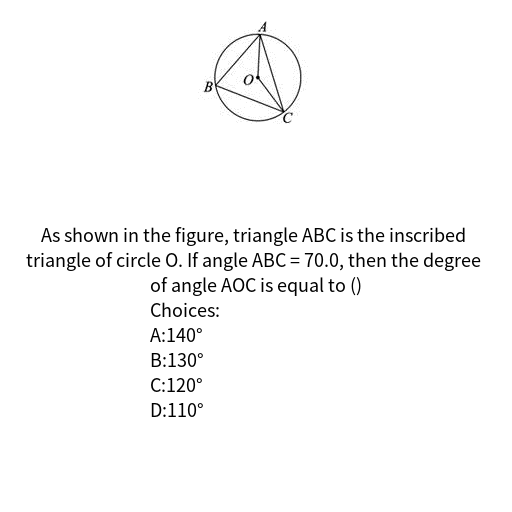 A
O
B
C
As shown in the figure, triangle ABC is the inscribed
triangle of circle O. If angle ABC = 70.0, then the degree
of angle AOC is equal to ()
Choices:
A:140°
B:130°
C:120°
D:110°